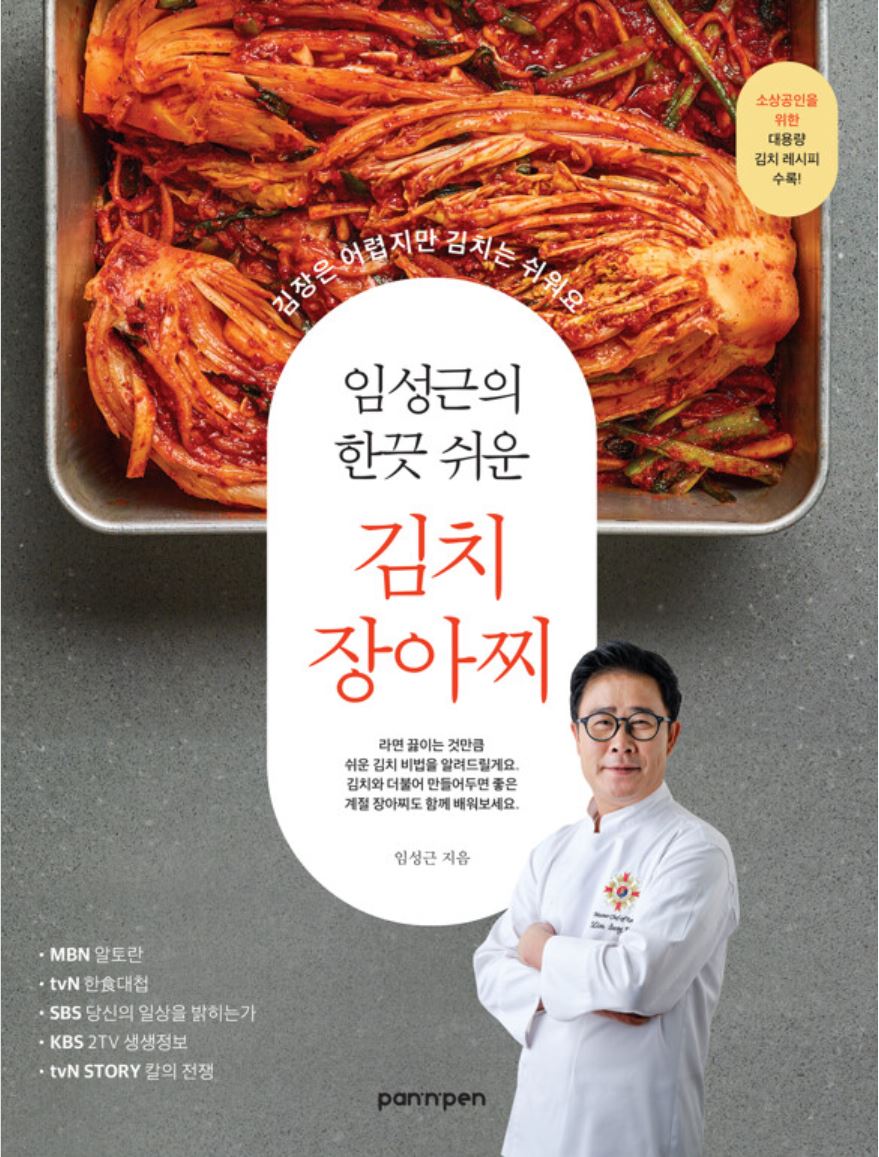 소상공인을
위한
대용량
김치 레시피
수록!
김장은 어렵지만 김치는 쉬워요
임성근의
한끗 쉬운
김치
장아찌
라면 끓이는 것만큼
쉬운 김치 비법을 알려드릴게요.
김치와 더불어 만들어두면 좋은
계절 장아찌도 함께 배워보세요.
임성근 지음
Master Chef of
Lim Sung
· MBN 알토란
· tvN 한食대첩
· SBS 당신의 일상을 밝히는가
· KBS 2TV 생생정보
· tvN STORY 칼의 전쟁
pan'n'pen